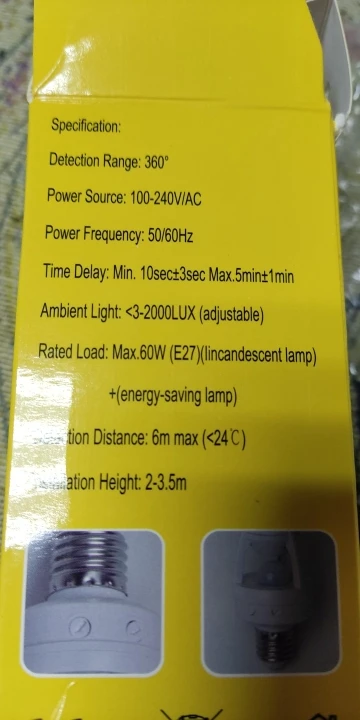 Specification:
Detection Range: 360°
Power Source: 100-240V/AC
Power Frequency: 50/60Hz
Time Delay: Min. 10sec±3sec Max.5min±1min
Ambient Light: <3-2000LUX (adjustable)
Rated Load: Max.60W (E27)(lincandescent lamp)
+(energy-saving lamp)
Distance: 6m max (<24℃)
Height: 2-3.5m